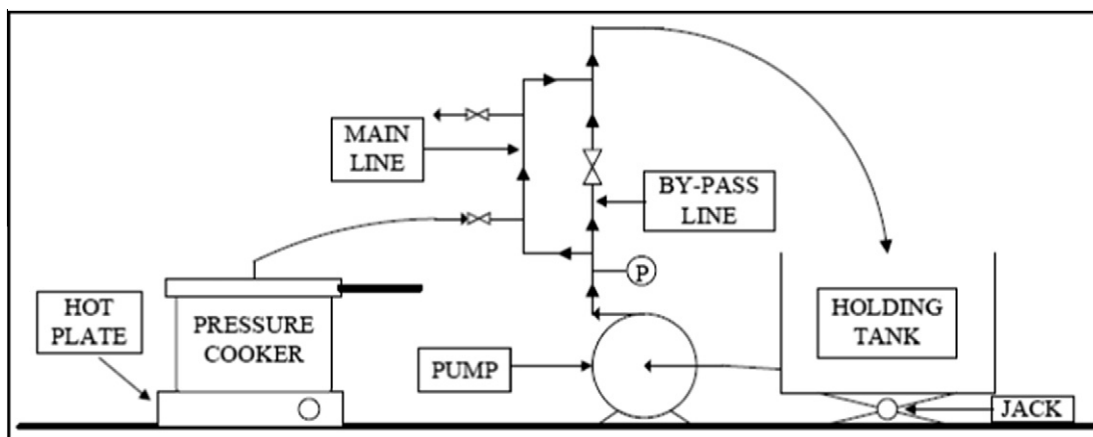 MAIN
LINE
BY-PASS
LINE
P
HOT
PLATE
PRESSURE
COOKER
PUMP
HOLDING
TANK
JACK